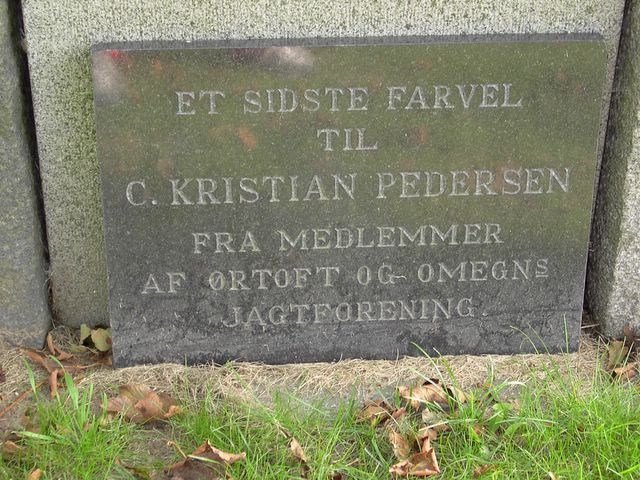 ET SIDSTE FARVEL
TIL
C. KRISTIAN PEDERSEN
FRA MEDLEMMER
AF ØRTOFT OG OMEGNS
JAGTFORENING